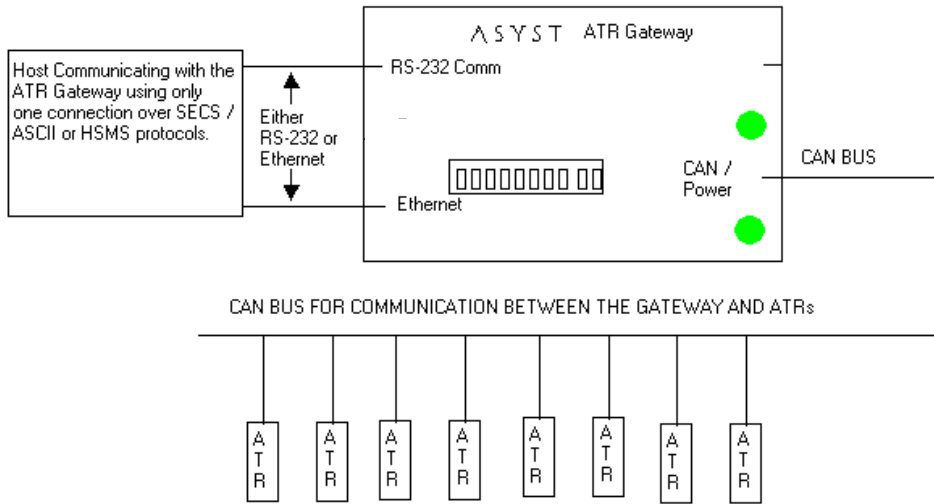 ASYST ATR Gateway
Host Communicating with the
ATR Gateway using only
one connection over SECS /
ASCII or HSMS protocols.
Either
RS-232 or
Ethernet
RS-232 Comm
Ethernet
CAN /
Power
CAN BUS
CAN BUS FOR COMMUNICATION BETWEEN THE GATEWAY AND ATRs
ATR
ATR
ATR
ATR
ATR
ATR
ATR
ATR